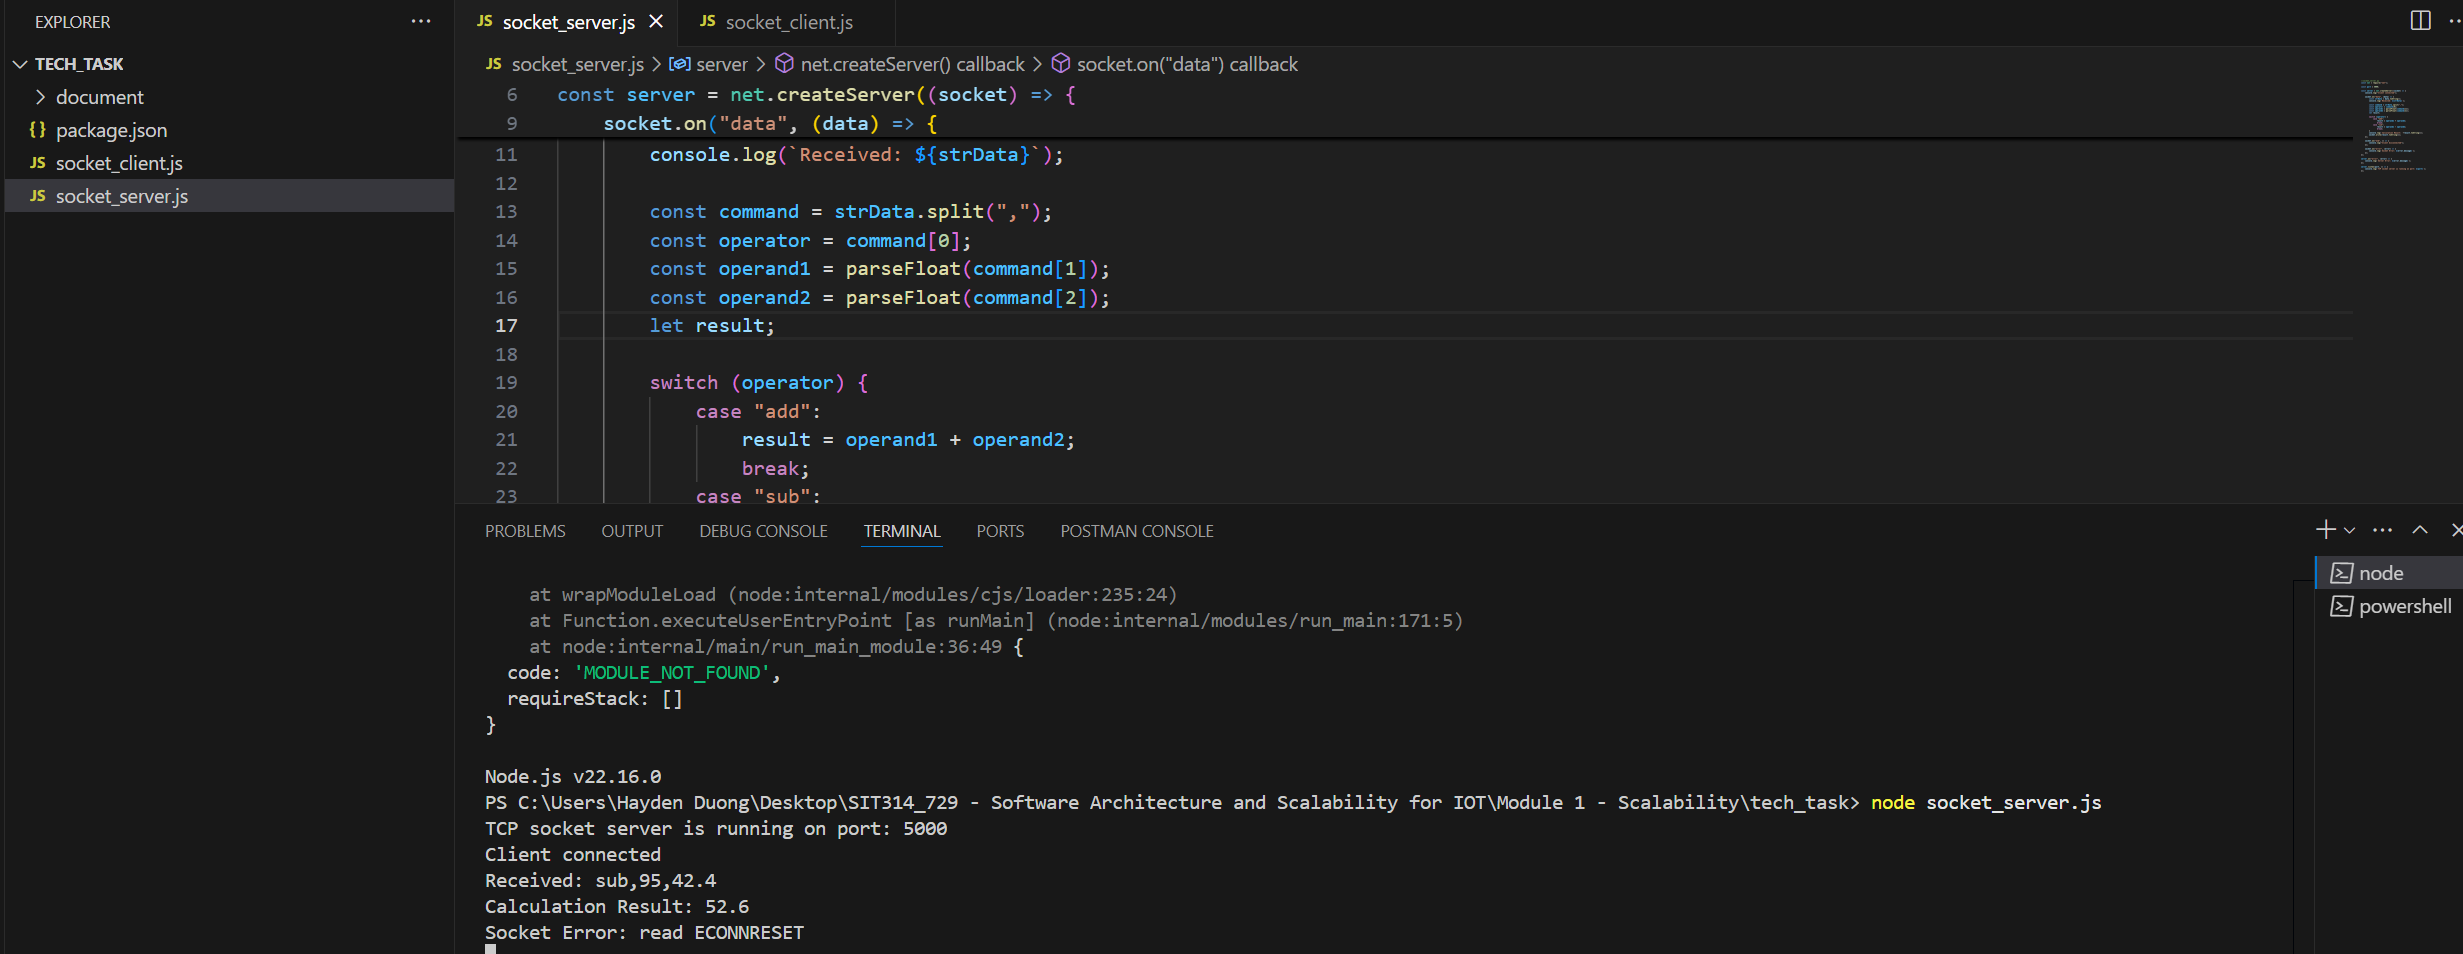 EXPLORER
TECH_TASK
document
{} package.json
JS socket_client.js
JS socket_server.js
JS socket_server.js
JS socket_client.js
JS socket_server.js > server > net.createServer() callback > socket.on("data") callback
6 const server = net.createServer((socket) => {
9 socket.on("data", (data) => {
11 console.log(`Received: ${strData}`);
12
13 const command = strData.split(",");
14 const operator = command[0];
15 const operand1 = parseFloat(command[1]);
16 const operand2 = parseFloat(command[2]);
17 let result;
18
19 switch (operator) {
20 case "add":
21 result = operand1 + operand2;
22 break;
23 case "sub":
PROBLEMS OUTPUT DEBUG CONSOLE TERMINAL PORTS POSTMAN CONSOLE
at wrapModuleLoad (node:internal/modules/cjs/loader:235:24)
at Function.executeUserEntryPoint [as runMain] (node:internal/modules/run_main:171:5)
at node:internal/main/run_main_module:36:49 {
code: 'MODULE_NOT_FOUND',
requireStack: []
}
Node.js v22.16.0
PS C:\Users\Hayden Duong\Desktop\SIT314_729 - Software Architecture and Scalability for IOT\Module 1 - Scalability\tech_task> node socket_server.js
TCP socket server is running on port: 5000
Client connected
Received: sub,95,42.4
Calculation Result: 52.6
Socket Error: read ECONNRESET
node
powershell